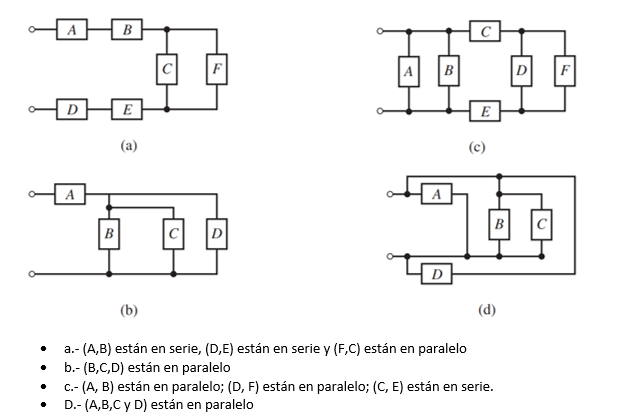 A B C
C F A B D F
D E E
(a) (c)
A A
B C D B C
D
(b) (d)
• a.- (A,B) están en serie, (D,E) están en serie y (F,C) están en paralelo
• b.- (B,C,D) están en paralelo
• c.- (A, B) están en paralelo; (D, F) están en paralelo; (C, E) están en serie.
• D.- (A,B,C y D) están en paralelo